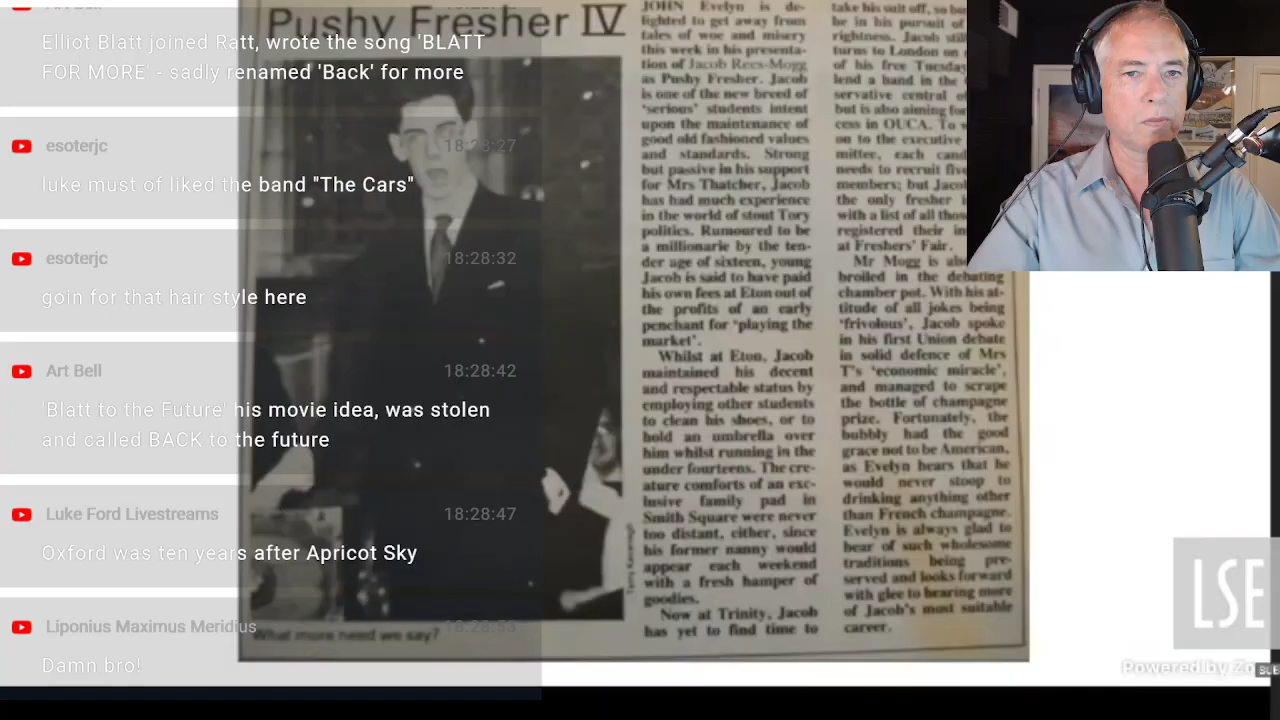 Elliot Blatt joined Ratt, wrote the song 'BLATT
FOR MORE' - sadly renamed 'Back' for more
esoterjc
18:28:27
luke must of liked the band "The Cars"
esoterjc
18:28:32
goin for that hair style here
Art Bell
18:28:42
'Blatt to the Future' his movie idea, was stolen
and called BACK to the future
Luke Ford Livestreams
18:28:47
Oxford was ten years after Apricot Sky
Liponius Maximus Meridius
Damn bro!
Pushy Fresher IV
What more need we say?
JOHN Evelyn is de-
lighted to get away from
tales of woe and misery
this week in his presenta-
tion of Jacob Rees-Mogg
as Pushy Fresher. Jacob
is one of the new breed of
'serious' students intent
upon the maintenance of
good old fashioned values
and standards. Strong
but passive in his support
for Mrs Thatcher, Jacob
has had much experience
in the world of stout Tory
politics. Rumoured to be
a millionarie by the ten-
der age of sixteen, young
Jacob is said to have paid
his own fees at Eton out of
the profits of an early
penchant for 'playing the
market'.
Whilst at Eton, Jacob
maintained his decent
and respectable status by
employing other students
to clean his shoes, or to
hold an umbrella over
him whilst running in the
under fourteens. The cre-
ature comforts of an exc-
lusive family pad in
Smith Square were never
too distant, either, since
his former nanny would
appear each weekend
with a fresh hamper of
goodies.
Now at Trinity, Jacob
has yet to find time to
take his suit off, so bu
be in his pursuit of
rightness. Jacob still
turns to London on
of his free Tuesday
lend a hand in the
servative central o
but is also aiming for
cess in OUCA. To w
on to the executive
mittee, each cand
needs to recruit five
members; but Jacob
the only fresher i
with a list of all thou
registered their in
at Freshers' Fair.
Mr Mogg is also
broiled in the debating
chamber pot. With his at-
titude of all jokes being
'frivolous', Jacob spoke
in his first Union debate
in solid defence of Mrs
T's 'economic miracle',
and managed to scrape
the bottle of champagne
prize. Fortunately, the
bubbly had the good
grace not to be American,
as Evelyn hears that he
would never stoop to
drinking anything other
than French champagne.
Evelyn is always glad to
hear of such wholesome
traditions being pre-
served and looks forward
with glee to hearing more
of Jacob's most suitable
career.
LSE
Powered by Zo